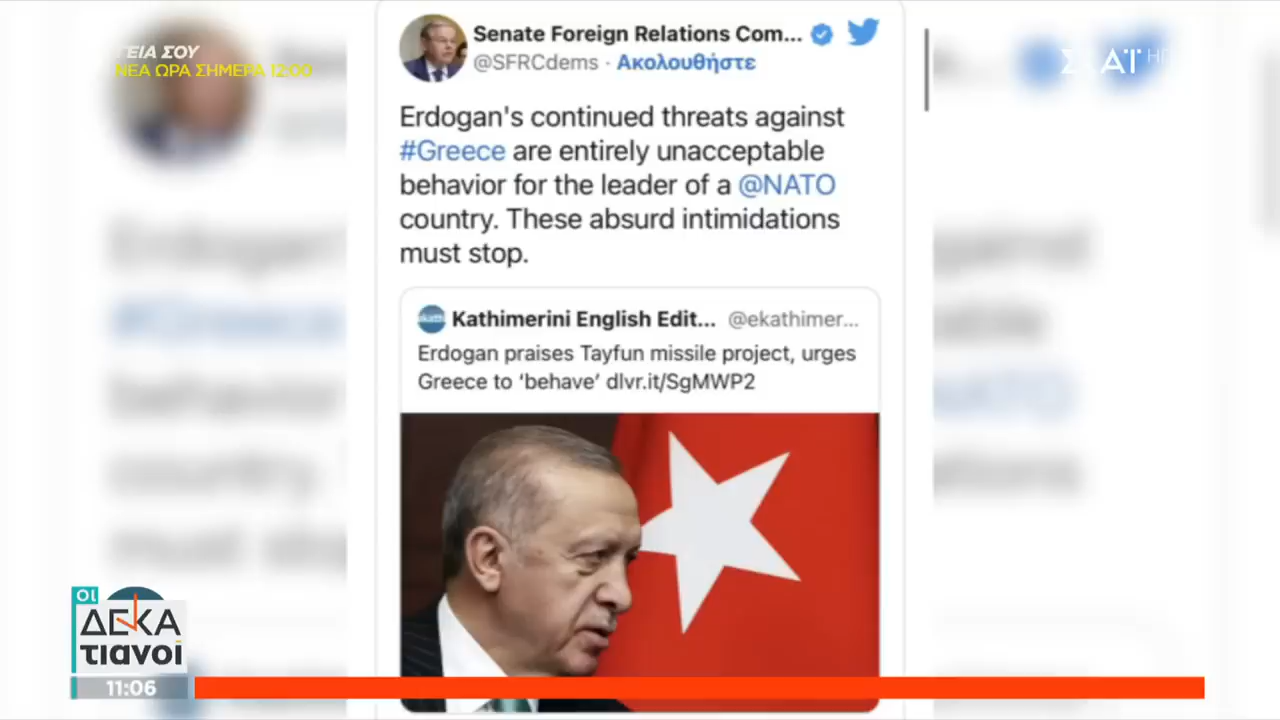 ΓΕΙΑ ΣΟΥ
ΝΕΑ ΩΡΑ ΣΗΜΕΡΑ 12:00
Senate Foreign Relations Com...
@SFRCdems · Ακολουθήστε
Erdogan's continued threats against
#Greece are entirely unacceptable
behavior for the leader of a @NATO
country. These absurd intimidations
must stop.
Kathimerini English Edit... @ekathimer...
Erdogan praises Tayfun missile project, urges
Greece to ‘behave’ dlvr.it/SgMWP2
ΟΙ
ΔΕΚΑ
τιανοί
11:06